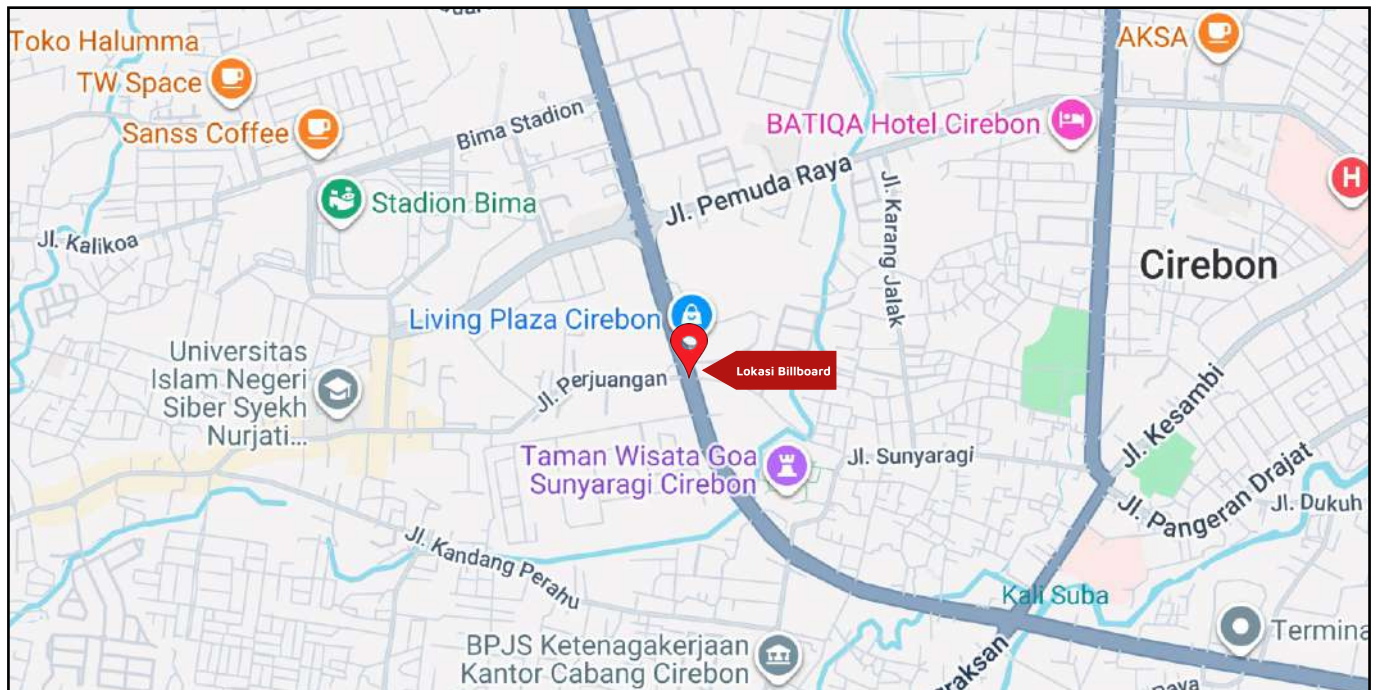 Toko Halumma
TW Space
Sanss Coffee
Bima Stadion
Stadion Bima
Jl. Kalikoa
AKSA
BATIQA Hotel Cirebon
H
Jl. Pemuda Raya
Jl. Karang Jalak
Cirebon
Living Plaza Cirebon
Lokasi Billboard
Universitas
Islam Negeri
Siber Syekh
Nurjati...
Jl. Perjuangan
Jl. Kesambi
Taman Wisata Goa
Sunyaragi Cirebon
Jl. Sunyaragi
Jl. Pangeran Drajat
Jl. Dukuh
Jl. Kandang Perahu
Kali Suba
Termina
BPJS Ketenagakerjaan
Kantor Cabang Cirebon
raksan
Raya